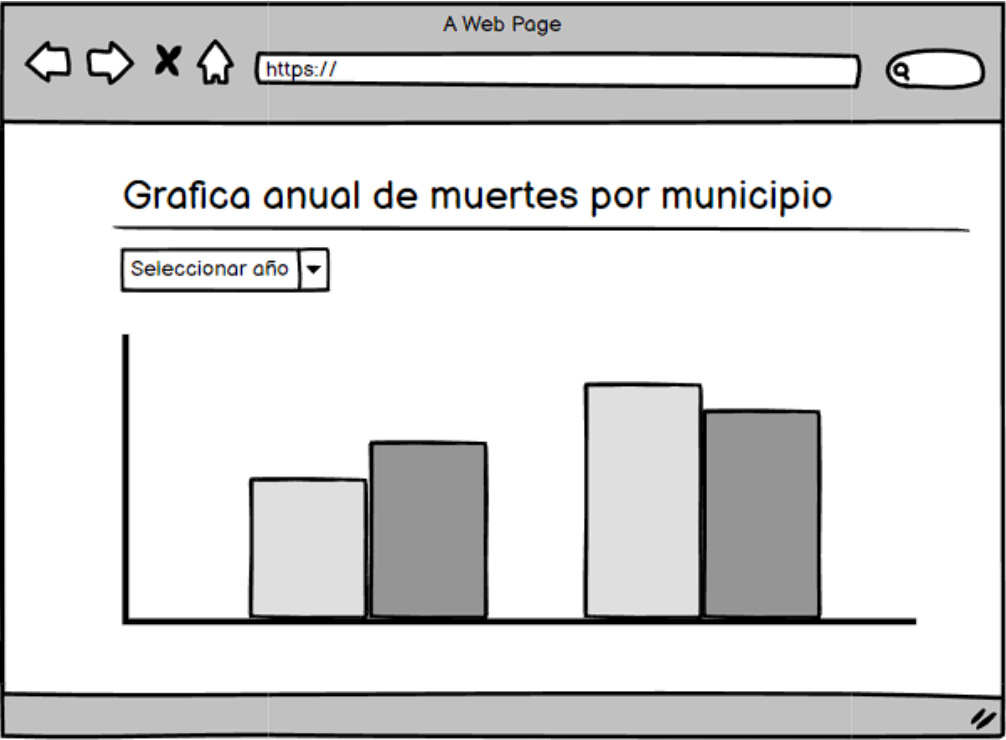 A Web Page
https://
Grafica anual de muertes por municipio
Seleccionar año